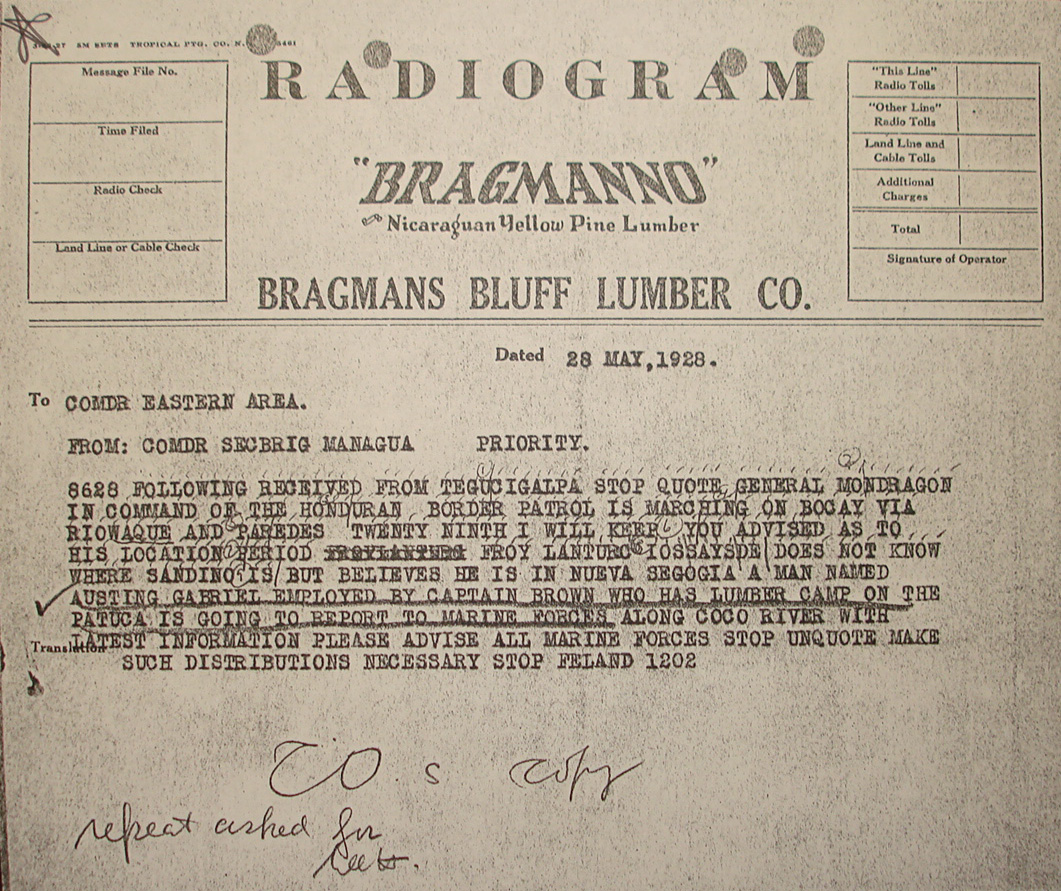 TROPICAL PTG. CO.
RADIOGRAM
Message File No.
Time Filed
Radio Check
Land Line or Cable Check
"BRAGMANNO"
Nicaraguan Yellow Pine Lumber
BRAGMANS BLUFF LUMBER CO.
"This Line"
Radio Tolls
"Other Line"
Radio Tolls
Land Line and
Cable Tolls
Additional
Charges
Total
Signature of Operator
Dated 28 MAY,1928.
To COMDR EASTERN AREA.
FROM: COMDR SECBRIG MANAGUA PRIORITY.
8628 FOLLOWING RECEIVED FROM TEGUCIGALPA STOP QUOTE GENERAL MONDRAGON
IN COMMAND OF THE HONDURAN BORDER PATROL IS MARCHING ON BOCAY VIA
RIOWAQUE AND PAREDES TWENTY NINTH I WILL KEEP YOU ADVISED AS TO
HIS LOCATION PERIOD FROY LANTURC IOSSAYSDE DOES NOT KNOW
WHERE SANDINO IS BUT BELIEVES HE IS IN NUEVA SEGOGIA A MAN NAMED
AUSTING GABRIEL EMPLOYED BY CAPTAIN BROWN WHO HAS LUMBER CAMP ON THE
PATUCA IS GOING TO REPORT TO MARINE FORCES ALONG COCO RIVER WITH
LATEST INFORMATION PLEASE ADVISE ALL MARINE FORCES STOP UNQUOTE MAKE
Translation
SUCH DISTRIBUTIONS NECESSARY STOP FELAND 1202
CO.s copy
repeat asked for